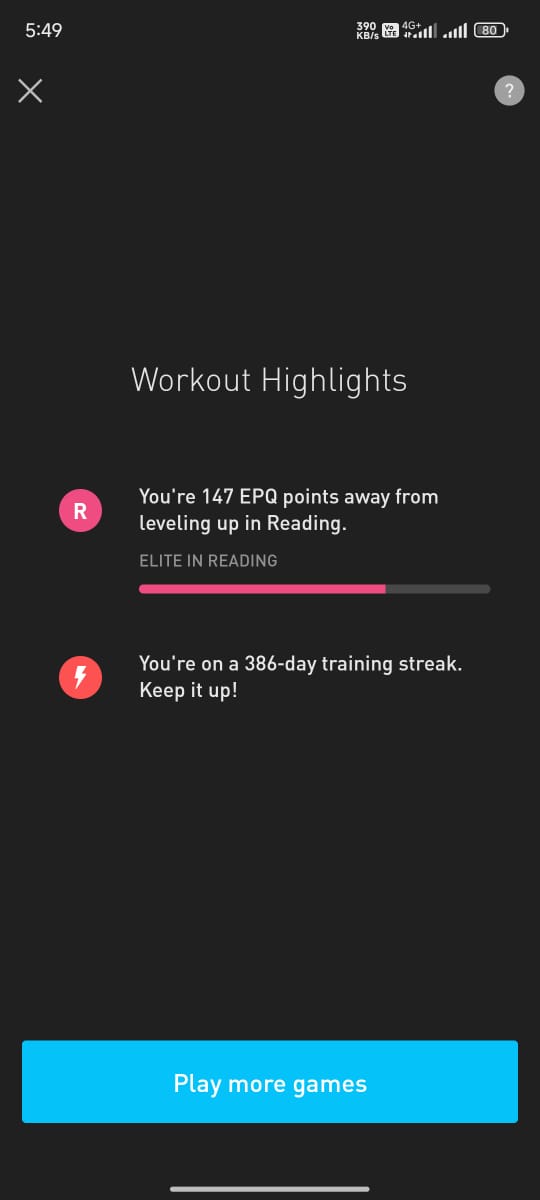 5:49
390
KB/s
Vo
LTE
4G+
80
?
Workout Highlights
R
You're 147 EPQ points away from
leveling up in Reading.
ELITE IN READING
You're on a 386-day training streak.
Keep it up!
Play more games